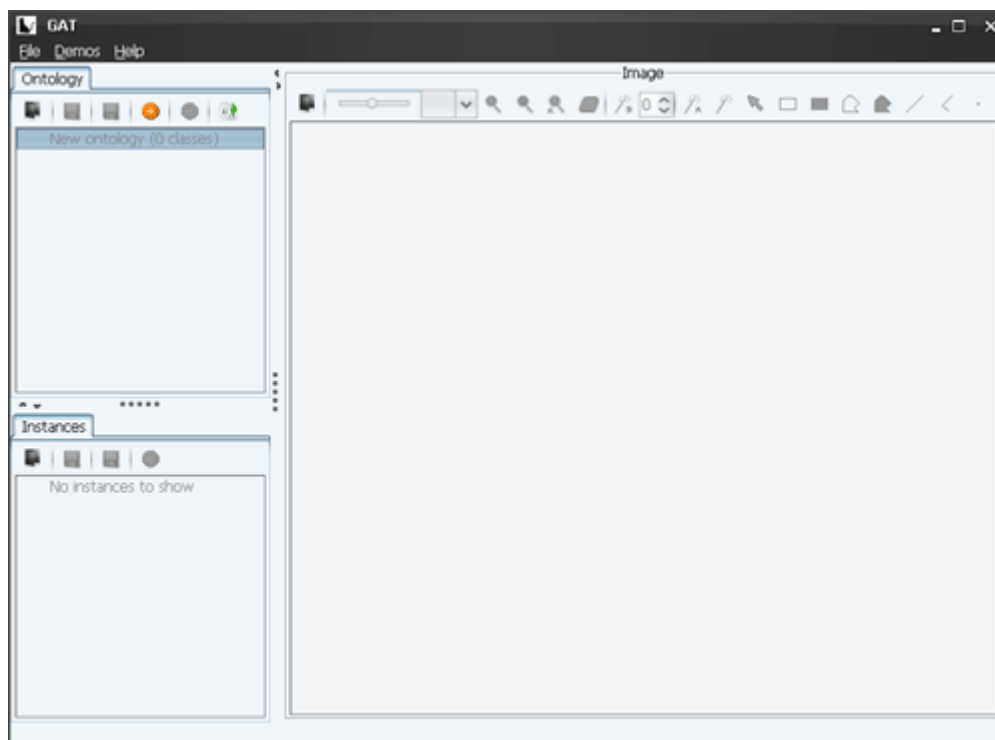 GAT
File Demos Help
Ontology
New ontology (0 classes)
Instances
No instances to show
Image
0